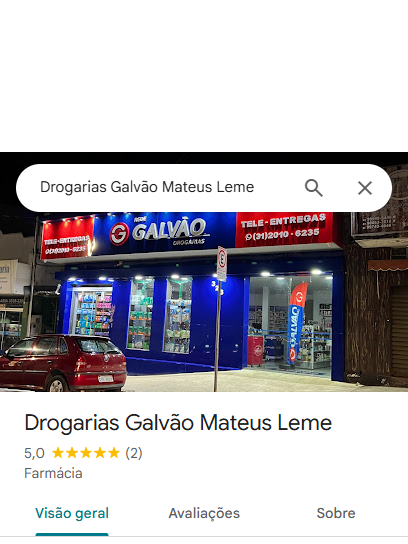 Drogarias Galvão Mateus Leme
REDE
GALVÃO
DROGARIAS
TELE-ENTREGAS
(31)2010-6235
TELE-ENTREGAS
(31)2010-6235
GALVÃO
Drogarias Galvão Mateus Leme
5,0 ★★★★★ (2)
Farmácia
Visão geral
Avaliações
Sobre